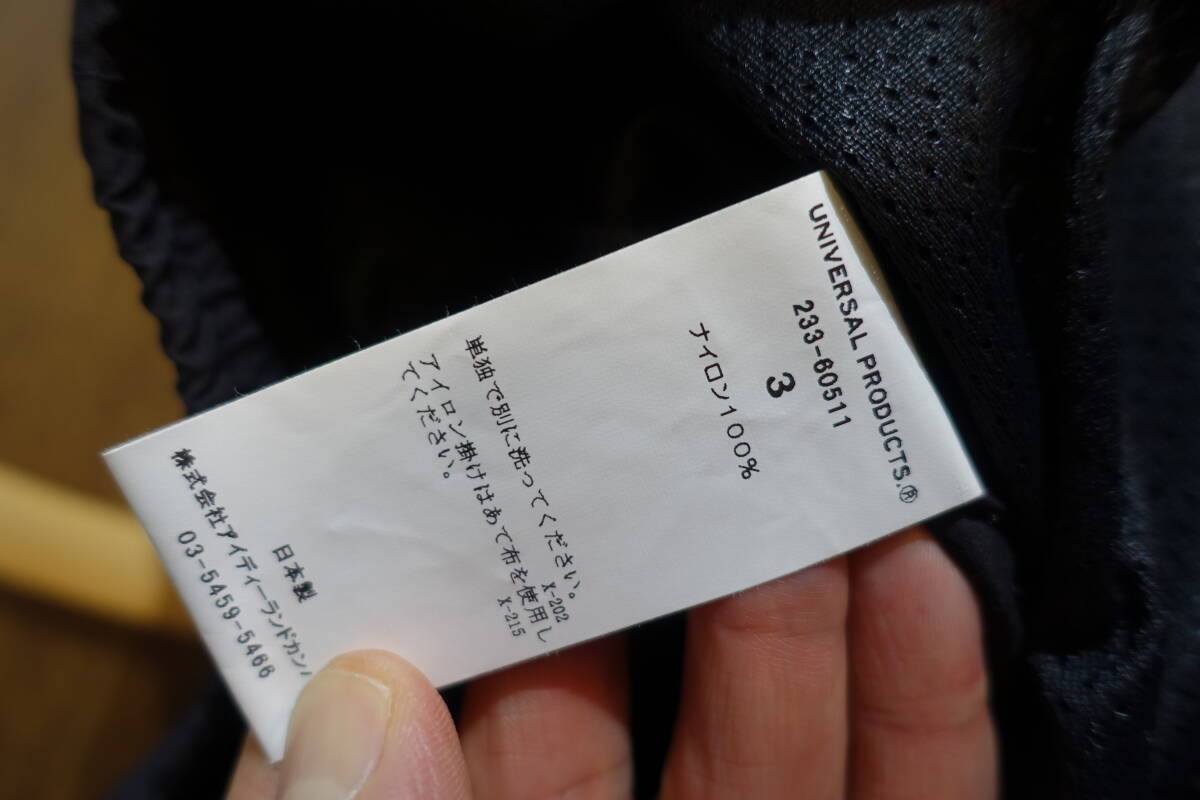 UNIVERSAL PRODUCTS.®
233-60511
3
ナイロン100%
単独で別に洗ってください。
X-202
アイロン掛けはあて布を使用し
てください。
X-215
日本製
株式会社アイディーランドカン
03-5459-5466